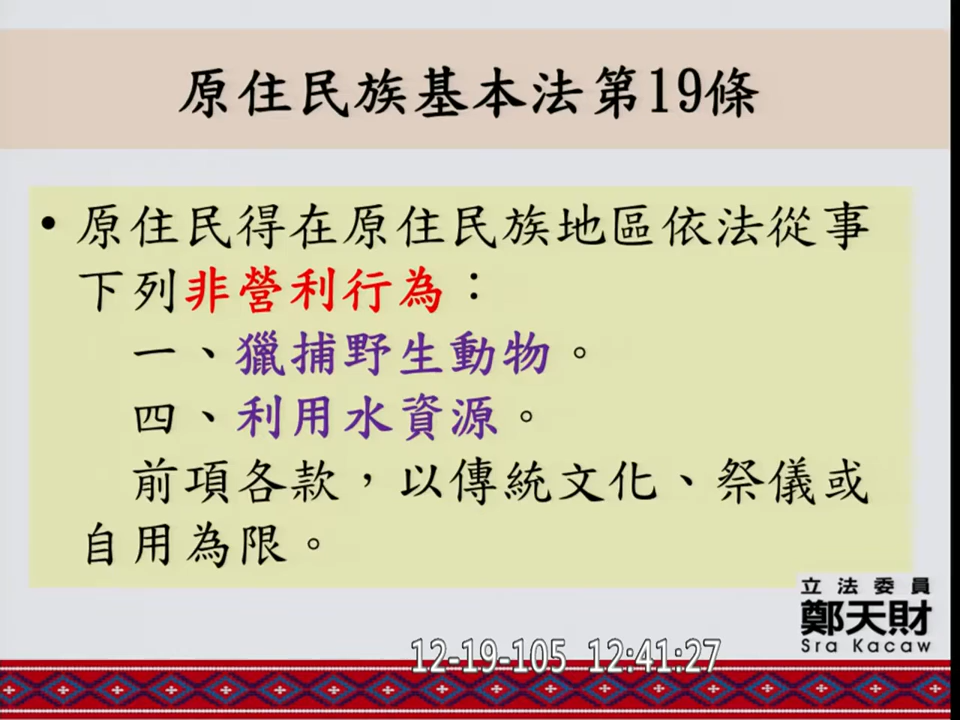 原住民族基本法第19條
• 原住民得在原住民族地區依法從事
下列非營利行為：
一、獵捕野生動物。
四、利用水資源。
前項各款，以傳統文化、祭儀或
自用為限。
立法委員
鄭天財
Sra Kacaw
12-19-105 12:41:27